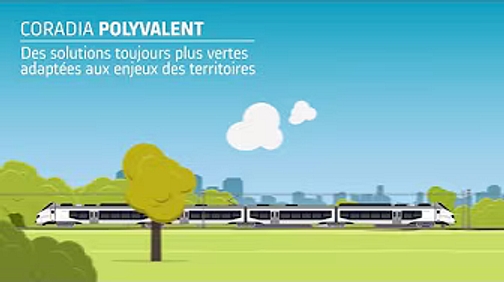 CORADIA POLYVALENT
Des solutions toujours plus vertes
adaptées aux enjeux des territoires